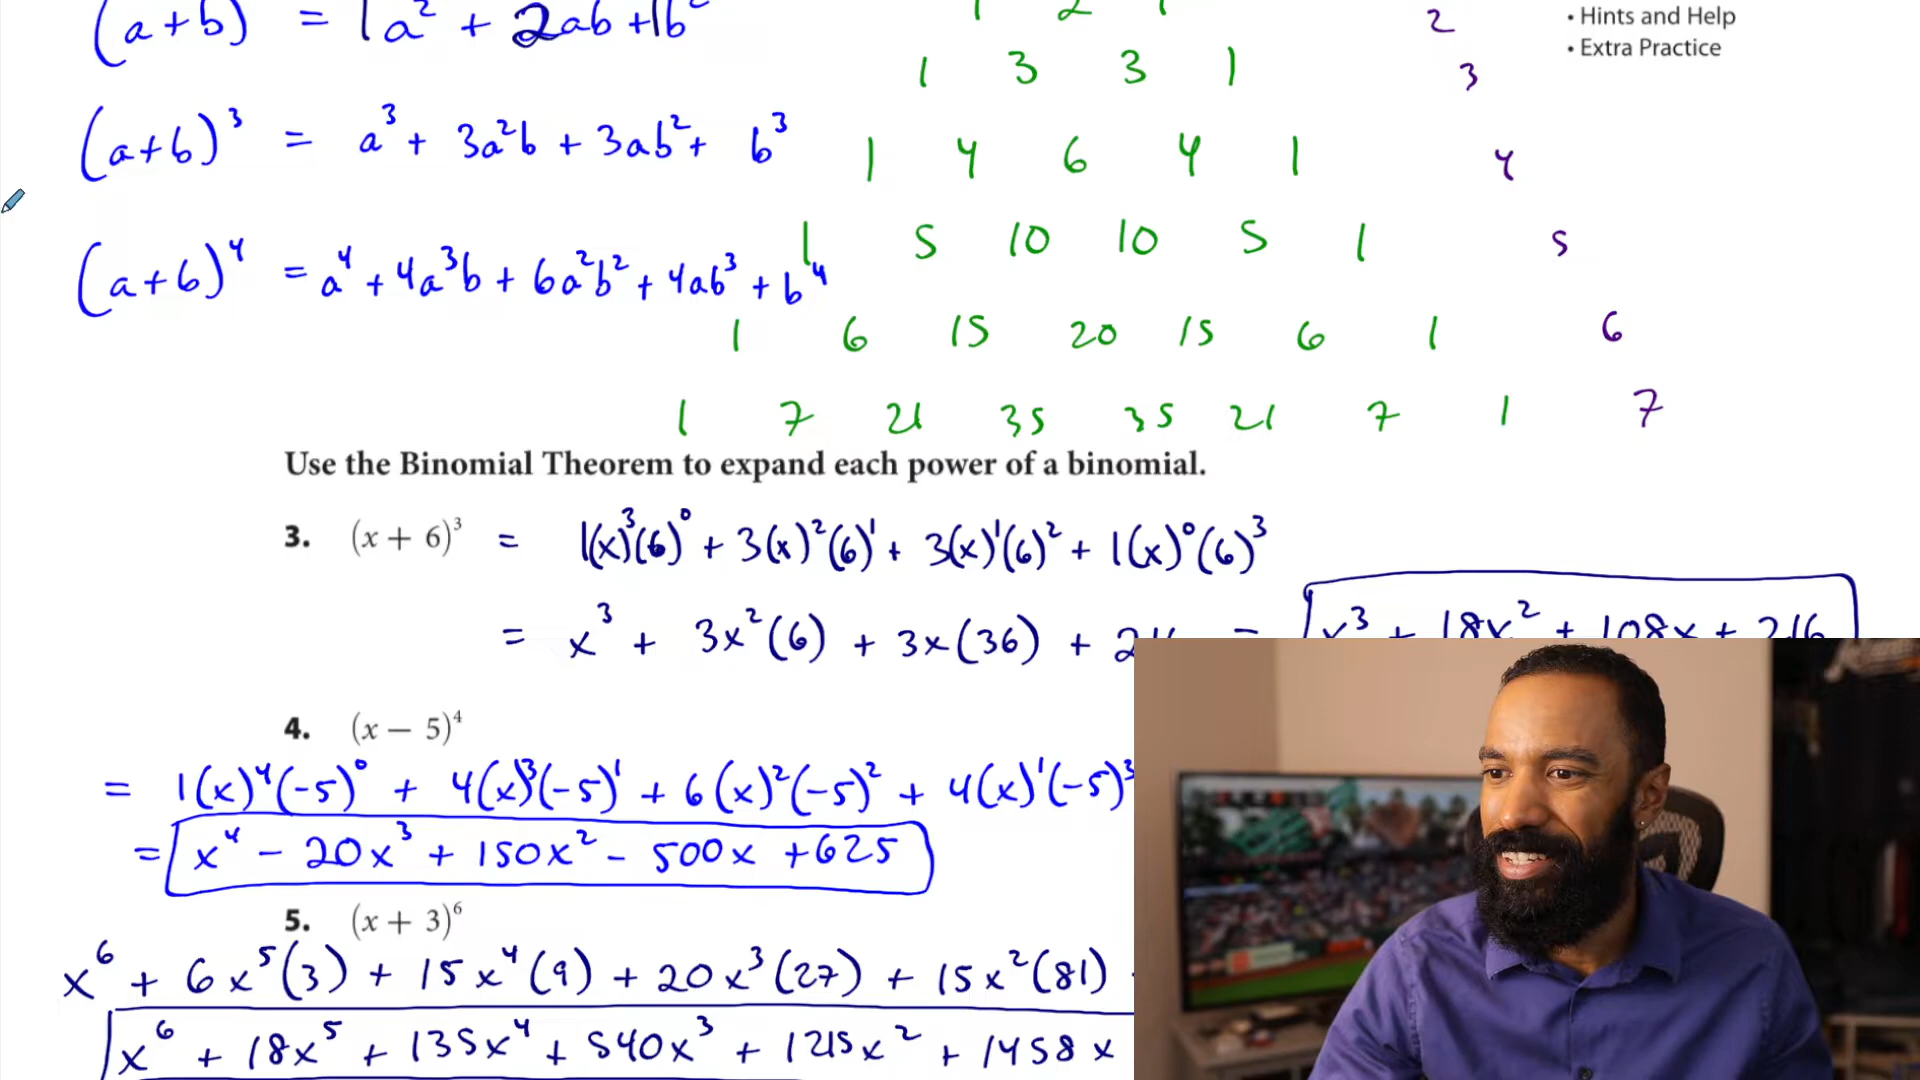 (a+b) = 1a² + 2ab + 1b²
• Hints and Help
• Extra Practice
1 2 1 2
1 3 3 1 3
(a+b)³ = a³ + 3a²b + 3ab² + b³
1 4 6 4 1 4
1 5 10 10 5 1 5
(a+b)⁴ = a⁴ + 4a³b + 6a²b² + 4ab³ + b⁴
1 6 15 20 15 6 1 6
1 7 21 35 35 21 7 1 7
Use the Binomial Theorem to expand each power of a binomial.
3. (x + 6)³ = 1(x)³(6)⁰ + 3(x)²(6)¹ + 3(x)¹(6)² + 1(x)⁰(6)³
= x³ + 3x²(6) + 3x(36) + 2 = x³ + 18x² + 108x + 216
4. (x − 5)⁴
= 1(x)⁴(-5)⁰ + 4(x)³(-5)¹ + 6(x)²(-5)² + 4(x)¹(-5)³
= x⁴ - 20x³ + 150x² - 500x + 625
5. (x + 3)⁶
x⁶ + 6x⁵(3) + 15x⁴(9) + 20x³(27) + 15x²(81)
x⁶ + 18x⁵ + 135x⁴ + 540x³ + 1215x² + 1458x